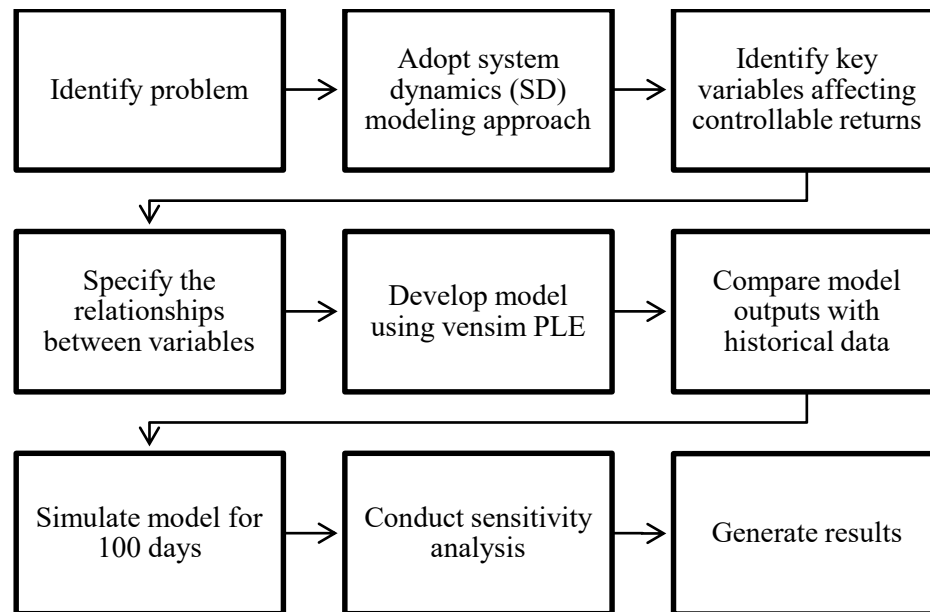 Identify problem
Adopt system
dynamics (SD)
modeling approach
Identify key
variables affecting
controllable returns
Specify the
relationships
between variables
Develop model
using vensim PLE
Compare model
outputs with
historical data
Simulate model for
100 days
Conduct sensitivity
analysis
Generate results